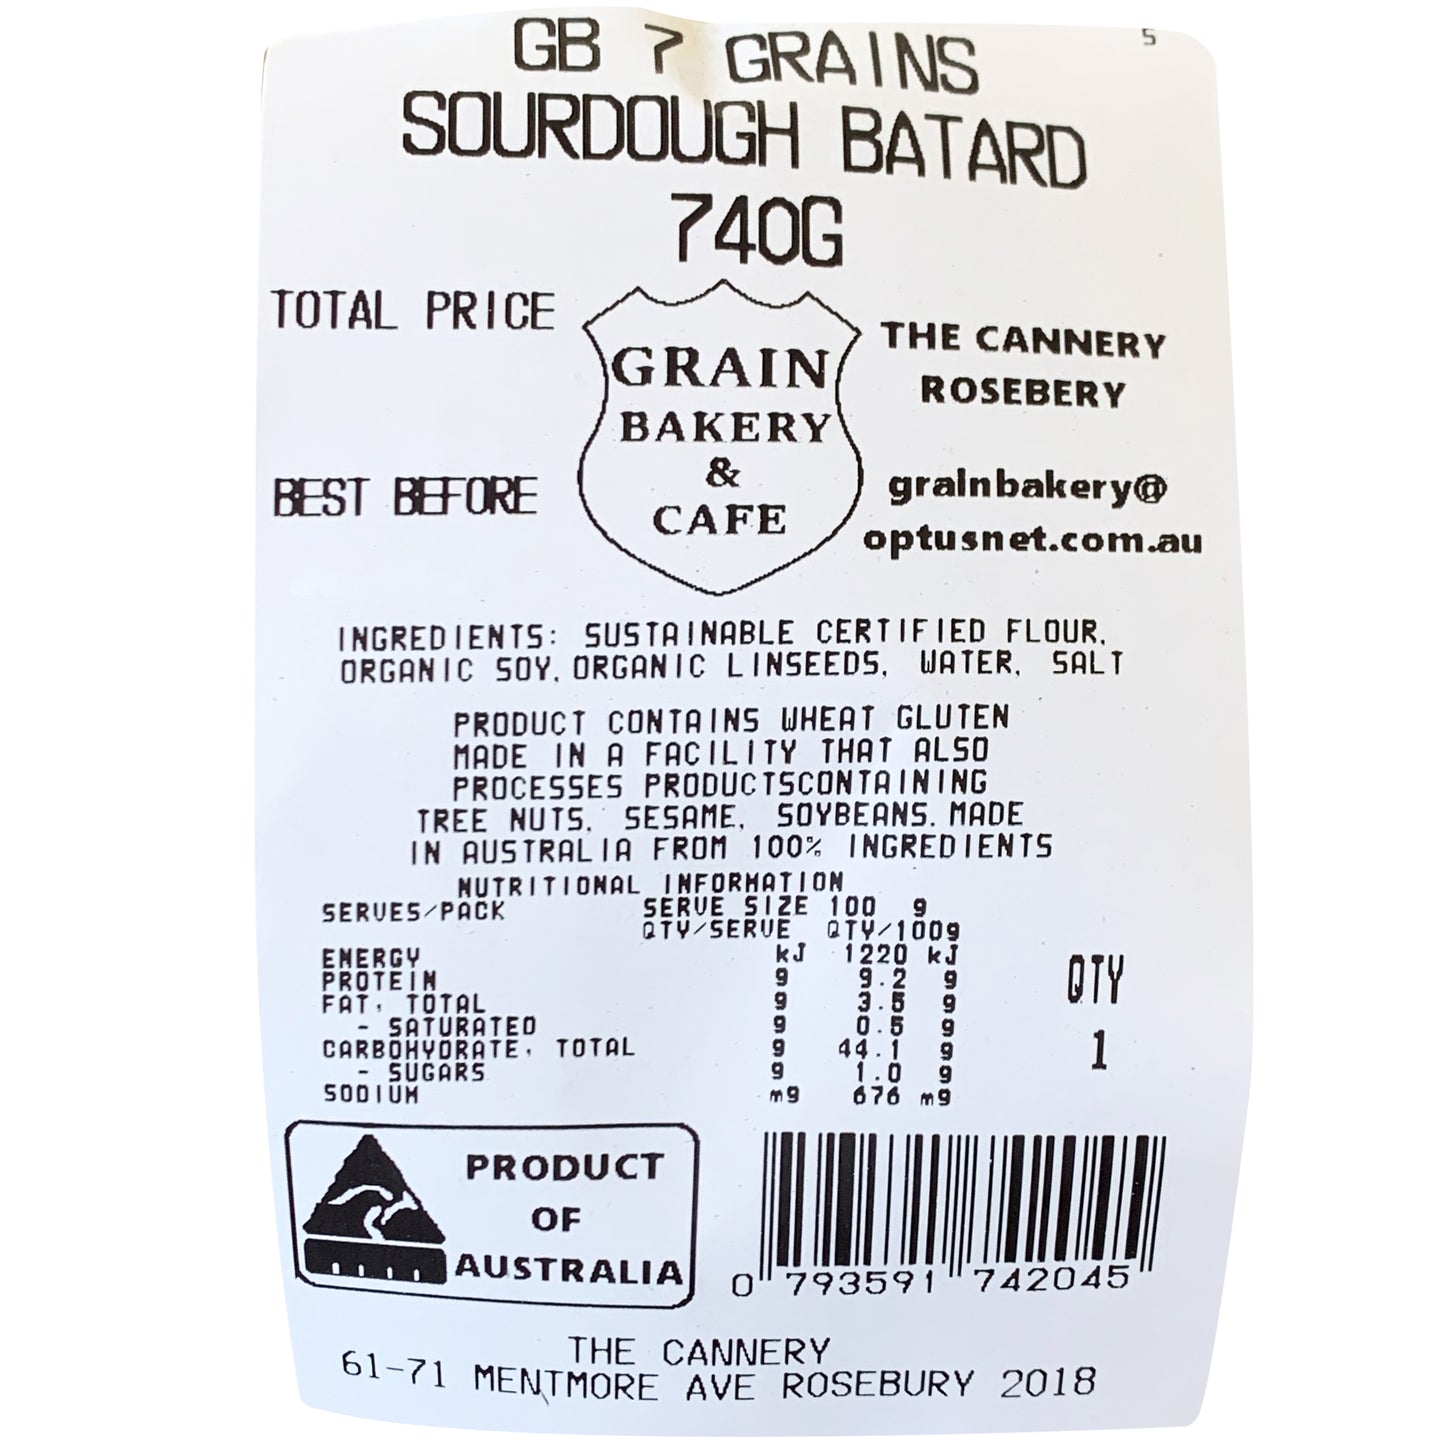 5
GB 7 GRAINS
SOURDOUGH BATARD
740G
TOTAL PRICE
BEST BEFORE
GRAIN
BAKERY
&
CAFE
THE CANNERY
ROSEBERY
grainbakery@
optusnet.com.au
INGREDIENTS: SUSTAINABLE CERTIFIED FLOUR,
ORGANIC SOY, ORGANIC LINSEEDS, WATER, SALT
PRODUCT CONTAINS WHEAT GLUTEN
MADE IN A FACILITY THAT ALSO
PROCESSES PRODUCTSCONTAINING
TREE NUTS, SESAME, SOYBEANS. MADE
IN AUSTRALIA FROM 100% INGREDIENTS
NUTRITIONAL INFORMATION
SERVES/PACK SERVE SIZE 100 g
QTY/SERVE QTY/100g
ENERGY kJ 1220 kJ
PROTEIN g 9.2 g
FAT, TOTAL g 3.5 g
- SATURATED g 0.5 g
CARBOHYDRATE, TOTAL g 44.1 g
- SUGARS g 1.0 g
SODIUM mg 676 mg
QTY
1
PRODUCT
OF
AUSTRALIA
0 793591 742045
THE CANNERY
61-71 MENTMORE AVE ROSEBURY 2018